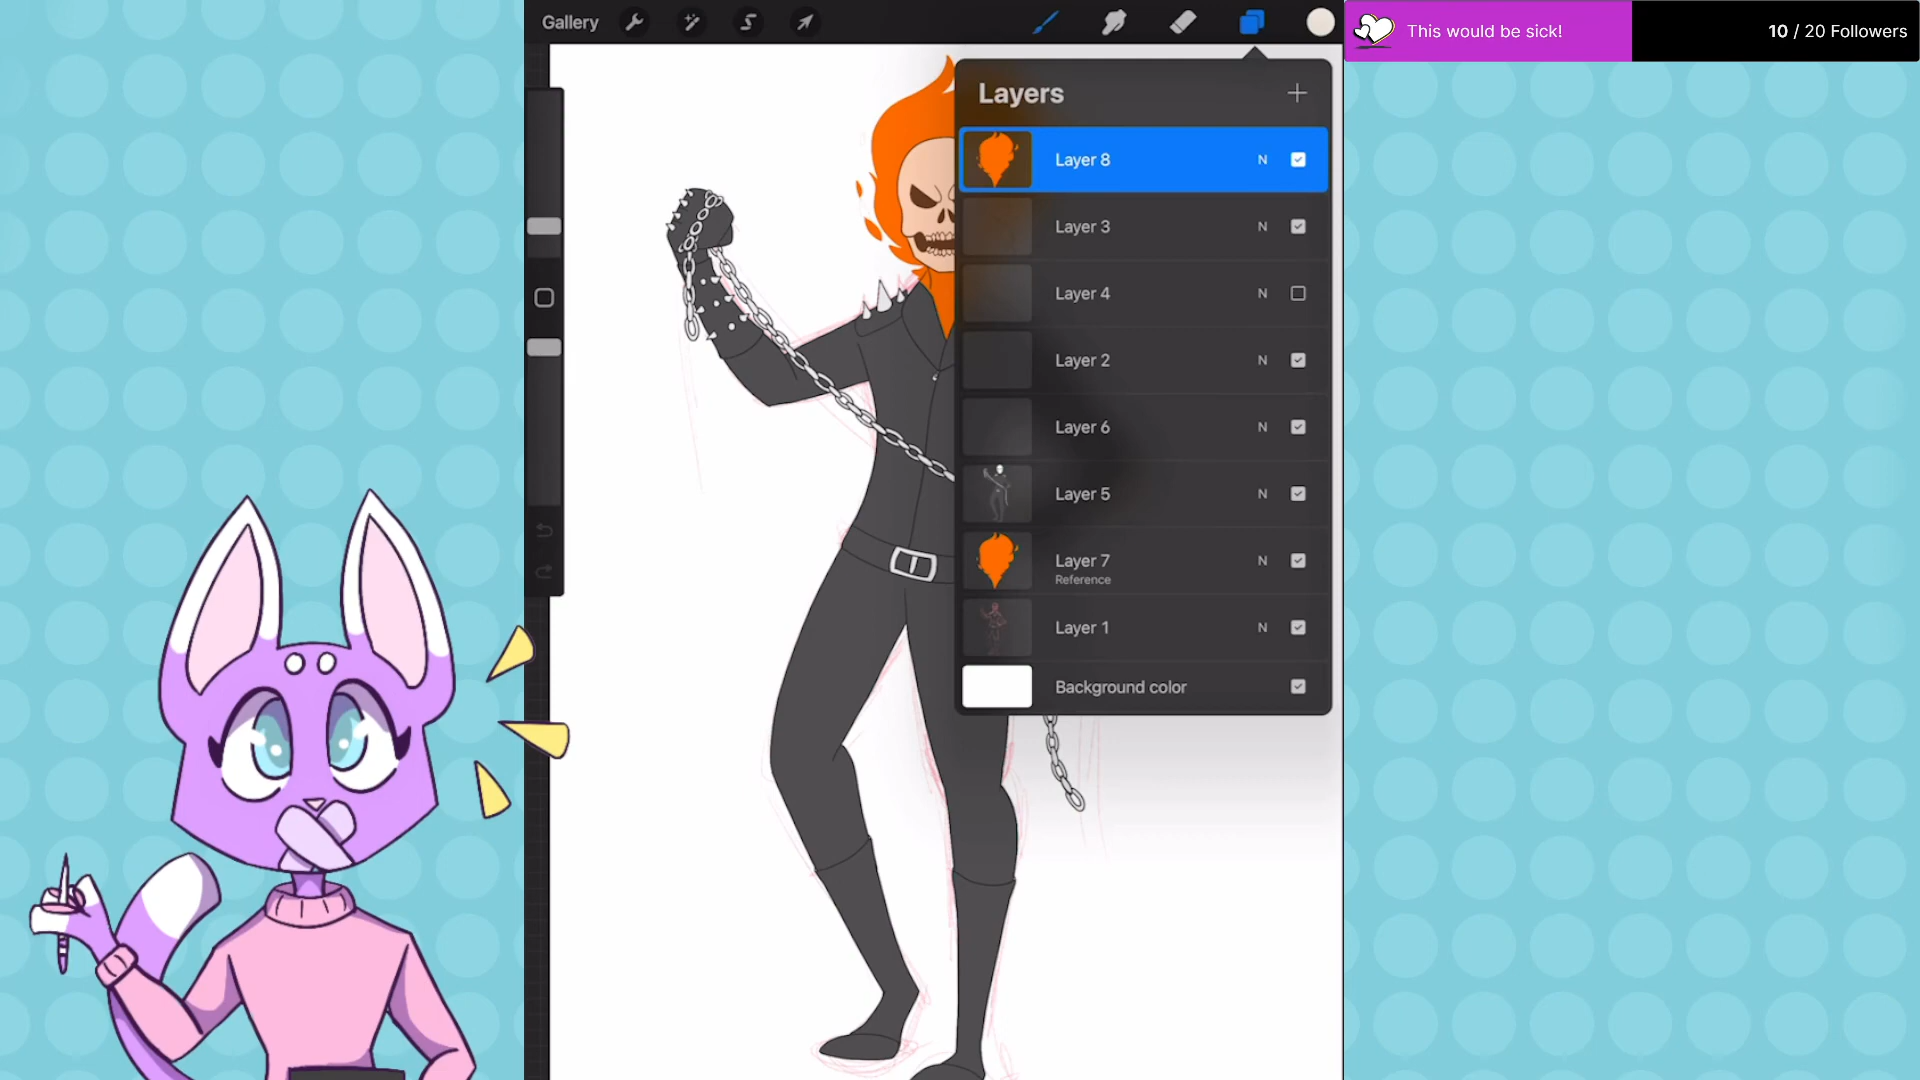 Gallery
This would be sick!
10 / 20 Followers
Layers
Layer 8 N
Layer 3 N
Layer 4 N
Layer 2 N
Layer 6 N
Layer 5 N
Layer 7 N
Reference
Layer 1 N
Background color